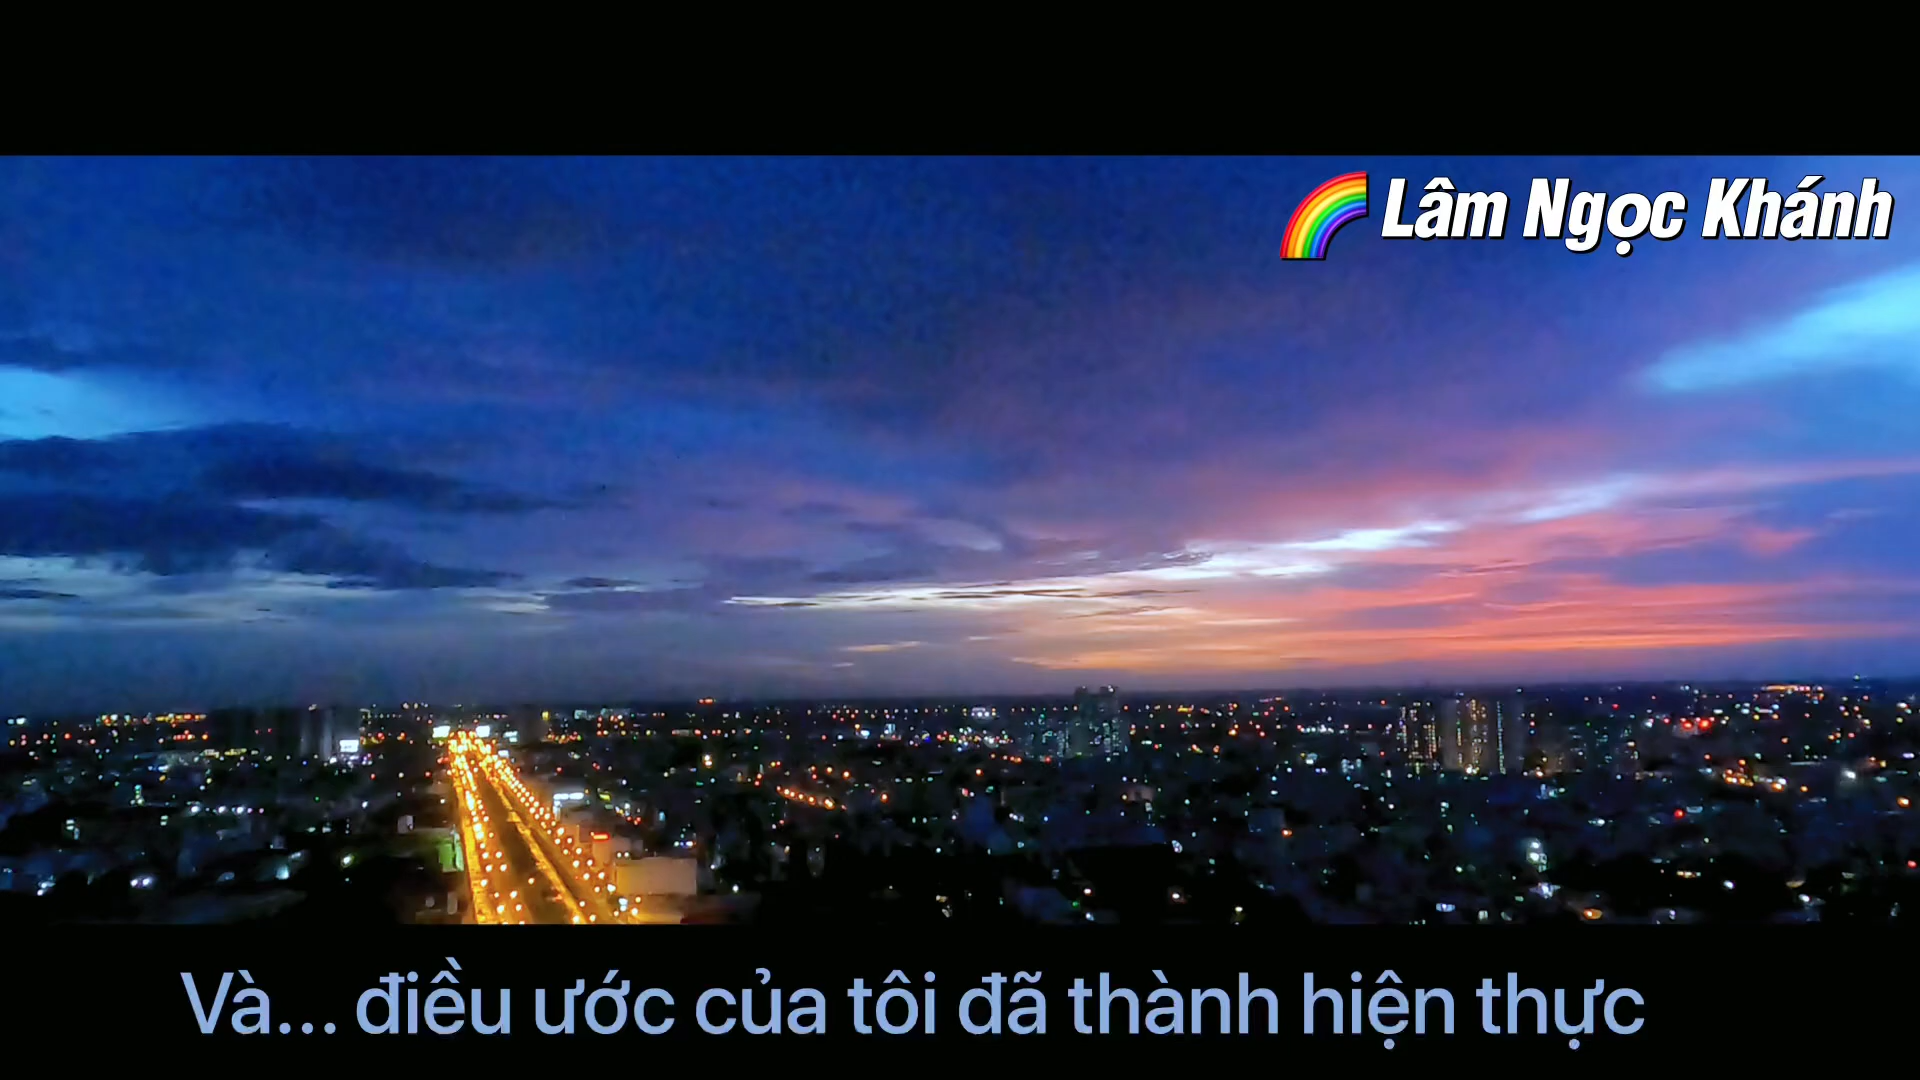 Lâm Ngọc Khánh
Và... điều ước của tôi đã thành hiện thực